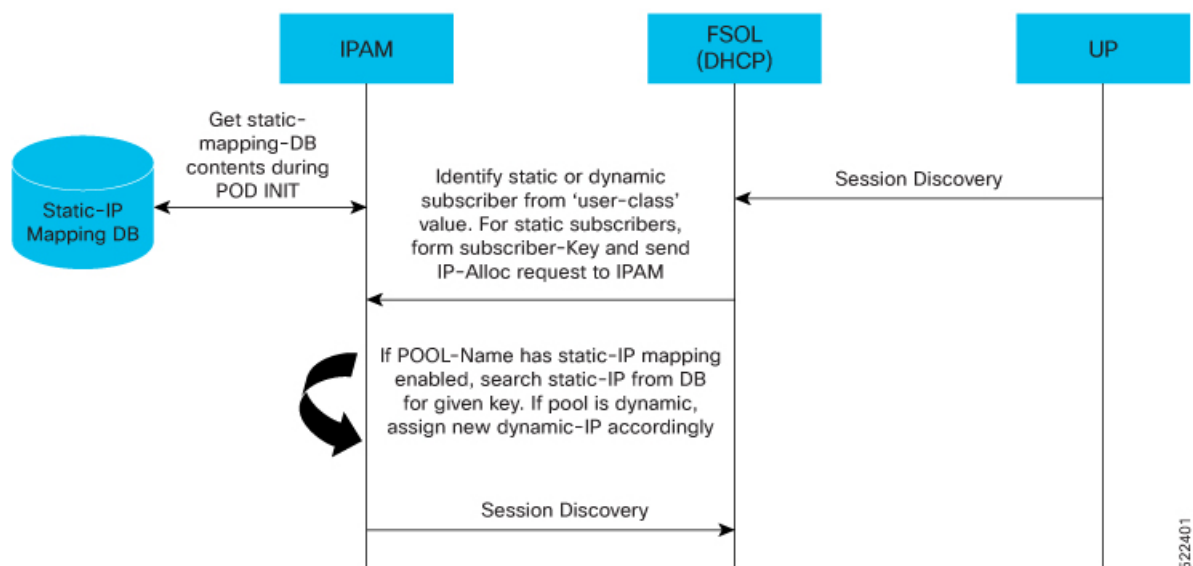 IPAM
FSOL
(DHCP)
UP
Get static-
mapping-DB
contents during
POD INIT
Static-IP
Mapping DB
Identify static or dynamic
subscriber from ‘user-class’
value. For static subscribers,
form subscriber-Key and send
IP-Alloc request to IPAM
Session Discovery
If POOL-Name has static-IP mapping
enabled, search static-IP from DB
for given key. If pool is dynamic,
assign new dynamic-IP accordingly
Session Discovery
522401